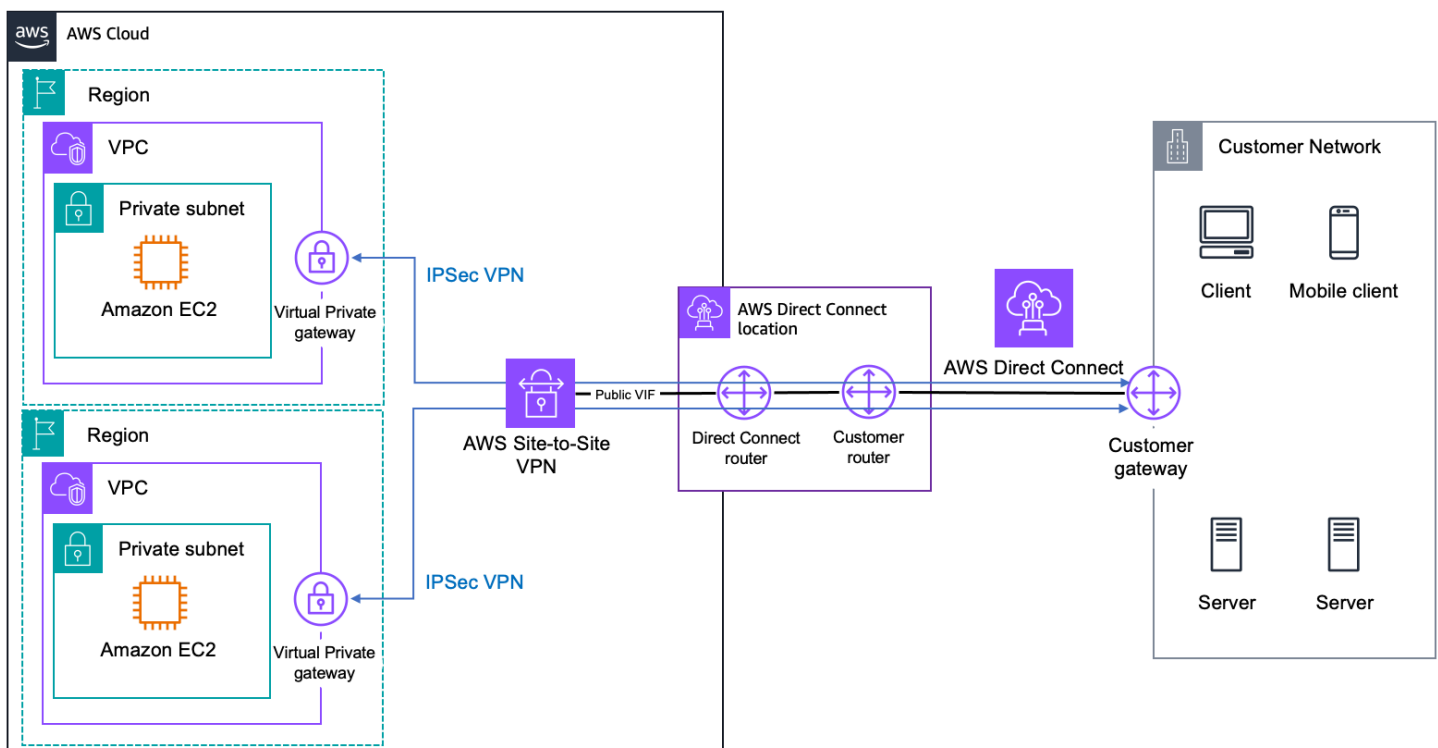 aws
AWS Cloud
Region
VPC
Private subnet
Amazon EC2
Virtual Private
gateway
IPSec VPN
Region
VPC
Private subnet
Amazon EC2
Virtual Private
gateway
IPSec VPN
AWS Site-to-Site
VPN
Public VIF
AWS Direct Connect
location
Direct Connect
router
Customer
router
AWS Direct Connect
Customer
gateway
Customer Network
Client
Mobile client
Server
Server